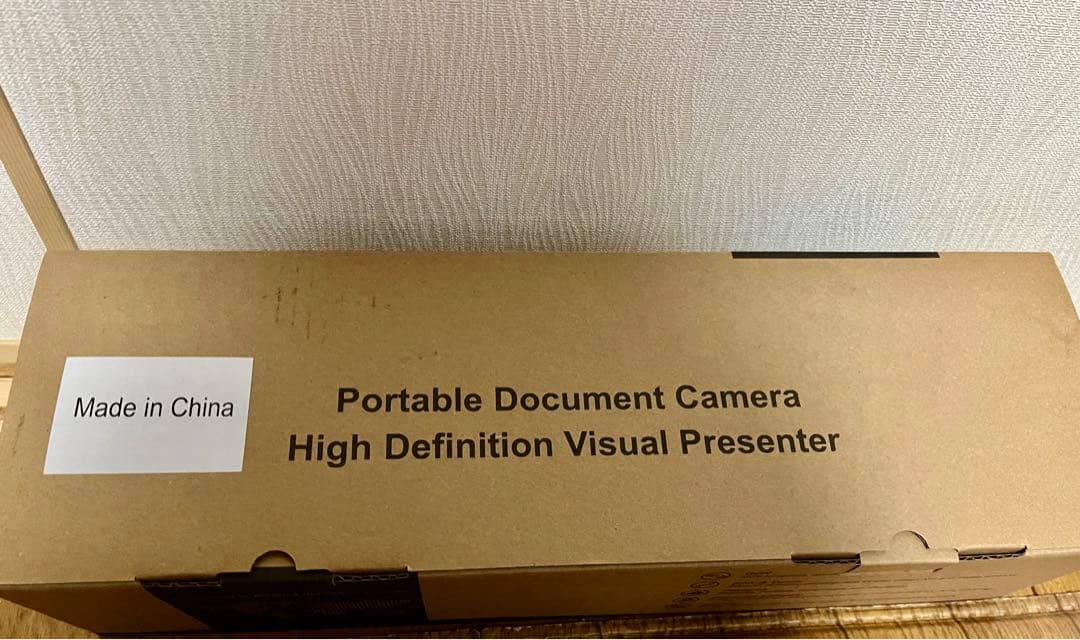 Made in China
Portable Document Camera
High Definition Visual Presenter